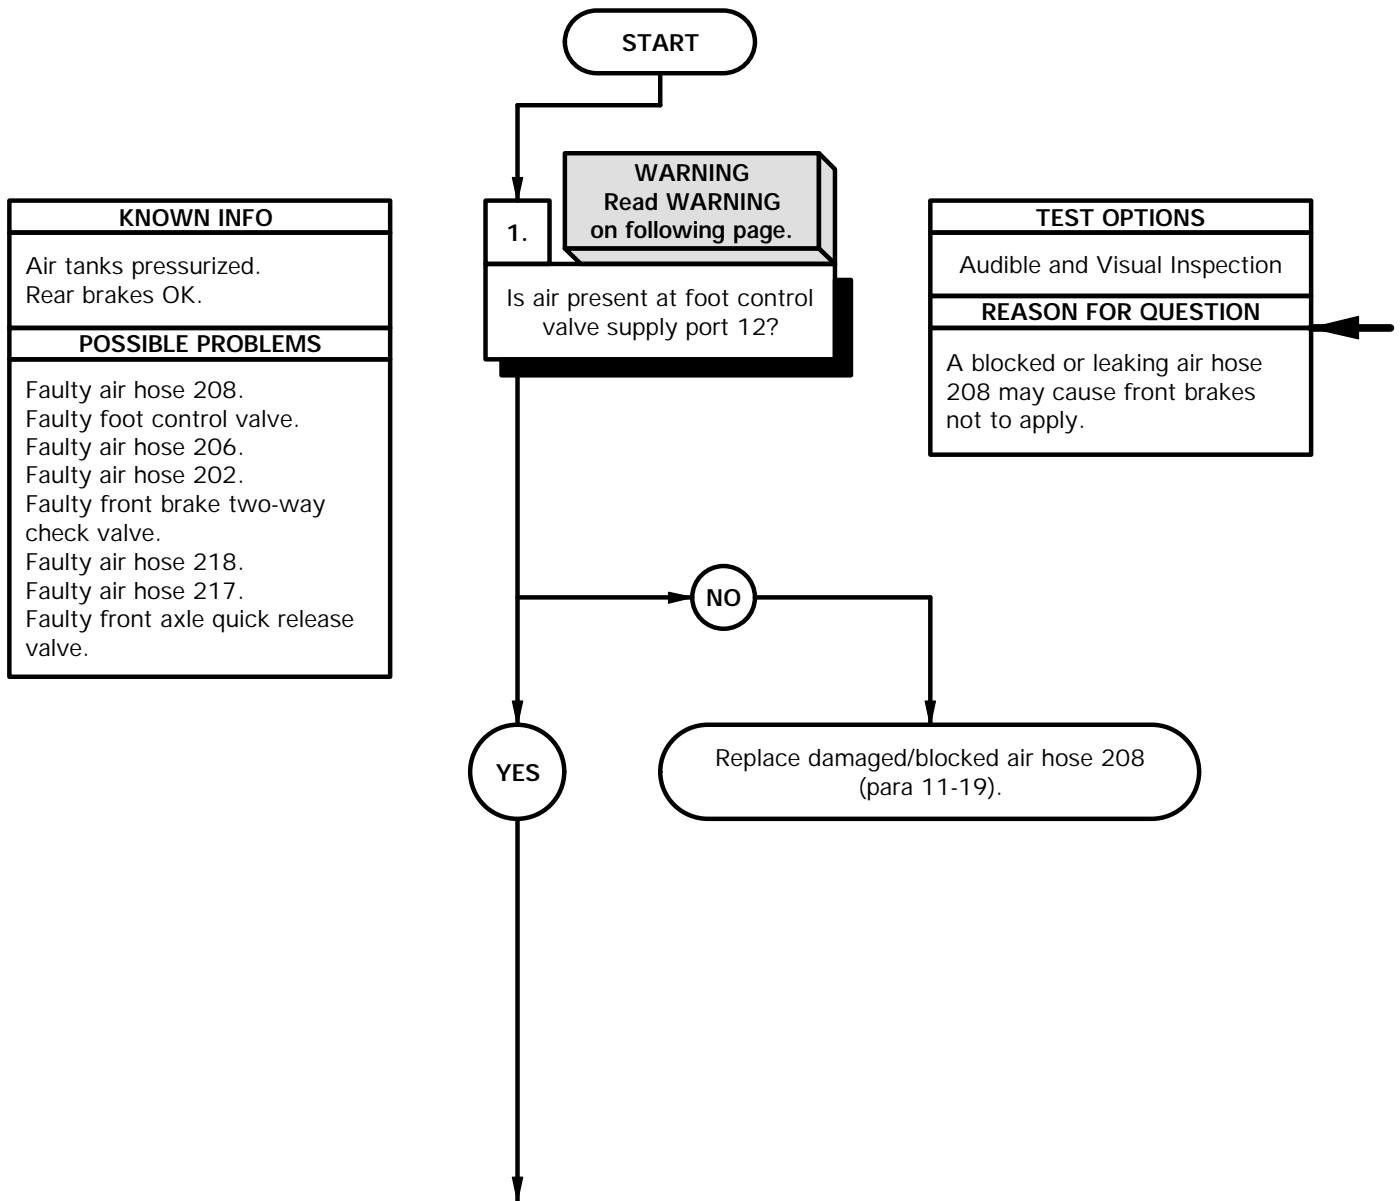 START
WARNING
Read WARNING
on following page.
1.
Is air present at foot control
valve supply port 12?
KNOWN INFO
Air tanks pressurized.
Rear brakes OK.
POSSIBLE PROBLEMS
Faulty air hose 208.
Faulty foot control valve.
Faulty air hose 206.
Faulty air hose 202.
Faulty front brake two-way
check valve.
Faulty air hose 218.
Faulty air hose 217.
Faulty front axle quick release
valve.
TEST OPTIONS
Audible and Visual Inspection
REASON FOR QUESTION
A blocked or leaking air hose
208 may cause front brakes
not to apply.
NO
YES
Replace damaged/blocked air hose 208
(para 11-19).